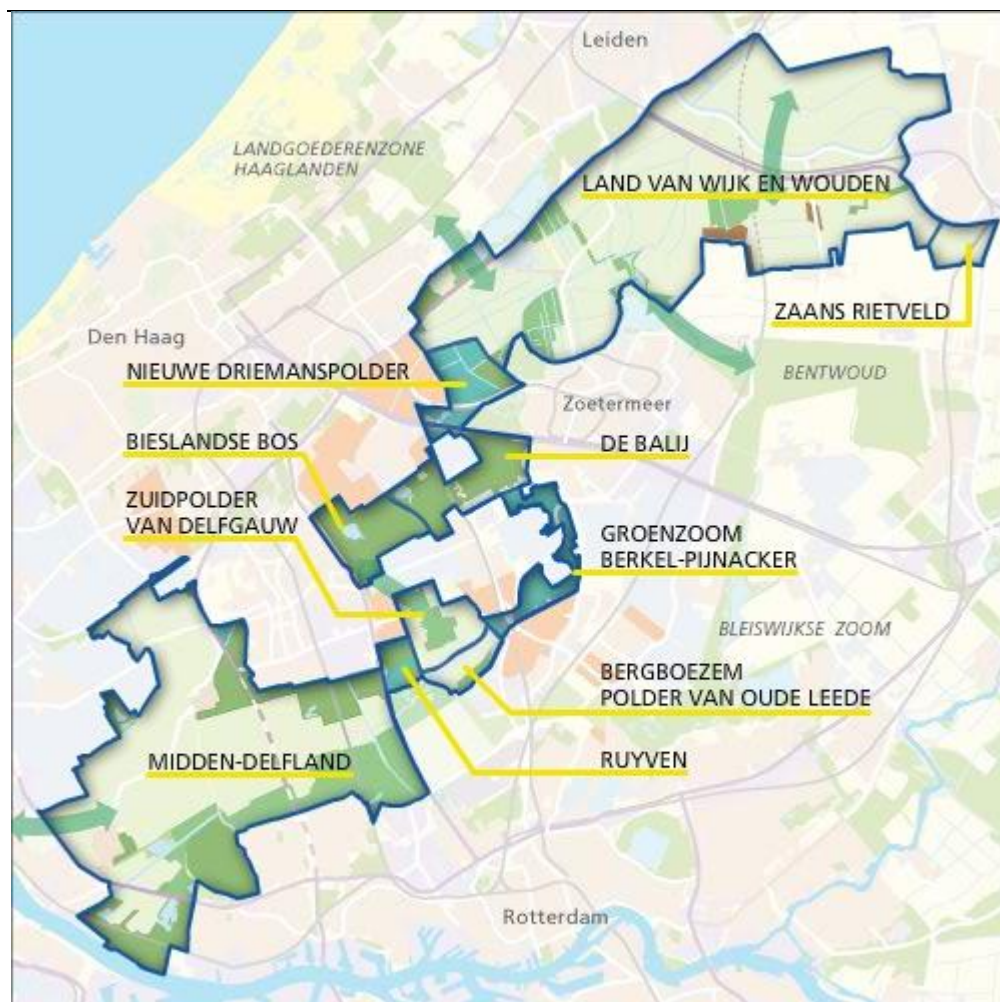 Leiden
LANDGOEDERENZONE
HAAGLANDEN
LAND VAN WIJK EN WOUDEN
ZAANS RIETVELD
Den Haag
NIEUWE DRIEMANSPOLDER
BENTWOUD
Zoetermeer
BIESLANDSE BOS
DE BALIJ
ZUIDPOLDER
VAN DELFGAUW
GROENZOOM
BERKEL-PIJNACKER
BLEISWIJKSE ZOOM
BERGBOEZEM
POLDER VAN OUDE LEEDE
MIDDEN-DELFLAND
RUYVEN
Rotterdam